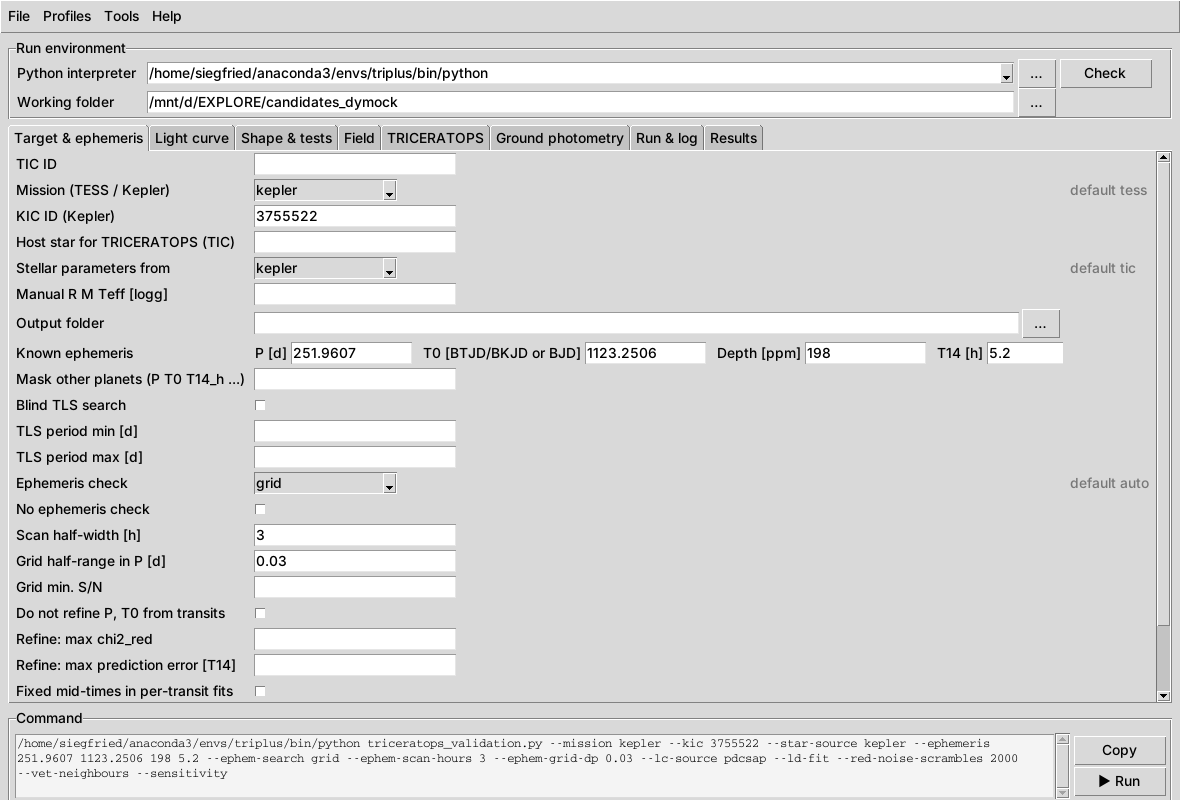 File Profiles Tools Help
Run environment
Python interpreter /home/siegfried/anaconda3/envs/triplus/bin/python ... Check
Working folder /mnt/d/EXPLORE/candidates_dymock ...
Target & ephemeris Light curve Shape & tests Field TRICERATOPS Ground photometry Run & log Results
TIC ID
Mission (TESS / Kepler) kepler default tess
KIC ID (Kepler) 3755522
Host star for TRICERATOPS (TIC)
Stellar parameters from kepler default tic
Manual R M Teff [logg]
Output folder ...
Known ephemeris P [d] 251.9607 T0 [BTJD/BKJD or BJD] 1123.2506 Depth [ppm] 198 T14 [h] 5.2
Mask other planets (P T0 T14_h ...)
Blind TLS search
TLS period min [d]
TLS period max [d]
Ephemeris check grid default auto
No ephemeris check
Scan half-width [h] 3
Grid half-range in P [d] 0.03
Grid min. S/N
Do not refine P, T0 from transits
Refine: max chi2_red
Refine: max prediction error [T14]
Fixed mid-times in per-transit fits
Command
/home/siegfried/anaconda3/envs/triplus/bin/python triceratops_validation.py --mission kepler --kic 3755522 --star-source kepler --ephemeris
251.9607 1123.2506 198 5.2 --ephem-search grid --ephem-scan-hours 3 --ephem-grid-dp 0.03 --lc-source pdcsap --ld-fit --red-noise-scrambles 2000
--vet-neighbours --sensitivity
Copy
▶ Run